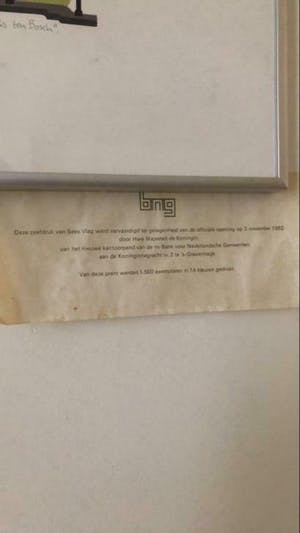 ten Bosch"
bng
Deze zeefdruk van Sees Vlag werd vervaardigd ter gelegenheid van de officiële opening op 3 november 1982
door Hare Majesteit de Koningin
van het nieuwe kantoorpand van de nv Bank voor Nederlandsche Gemeenten
aan de Koninginnegracht nr. 2 te 's-Gravenhage.
Van deze prent werden 1.500 exemplaren in 14 kleuren gedrukt.